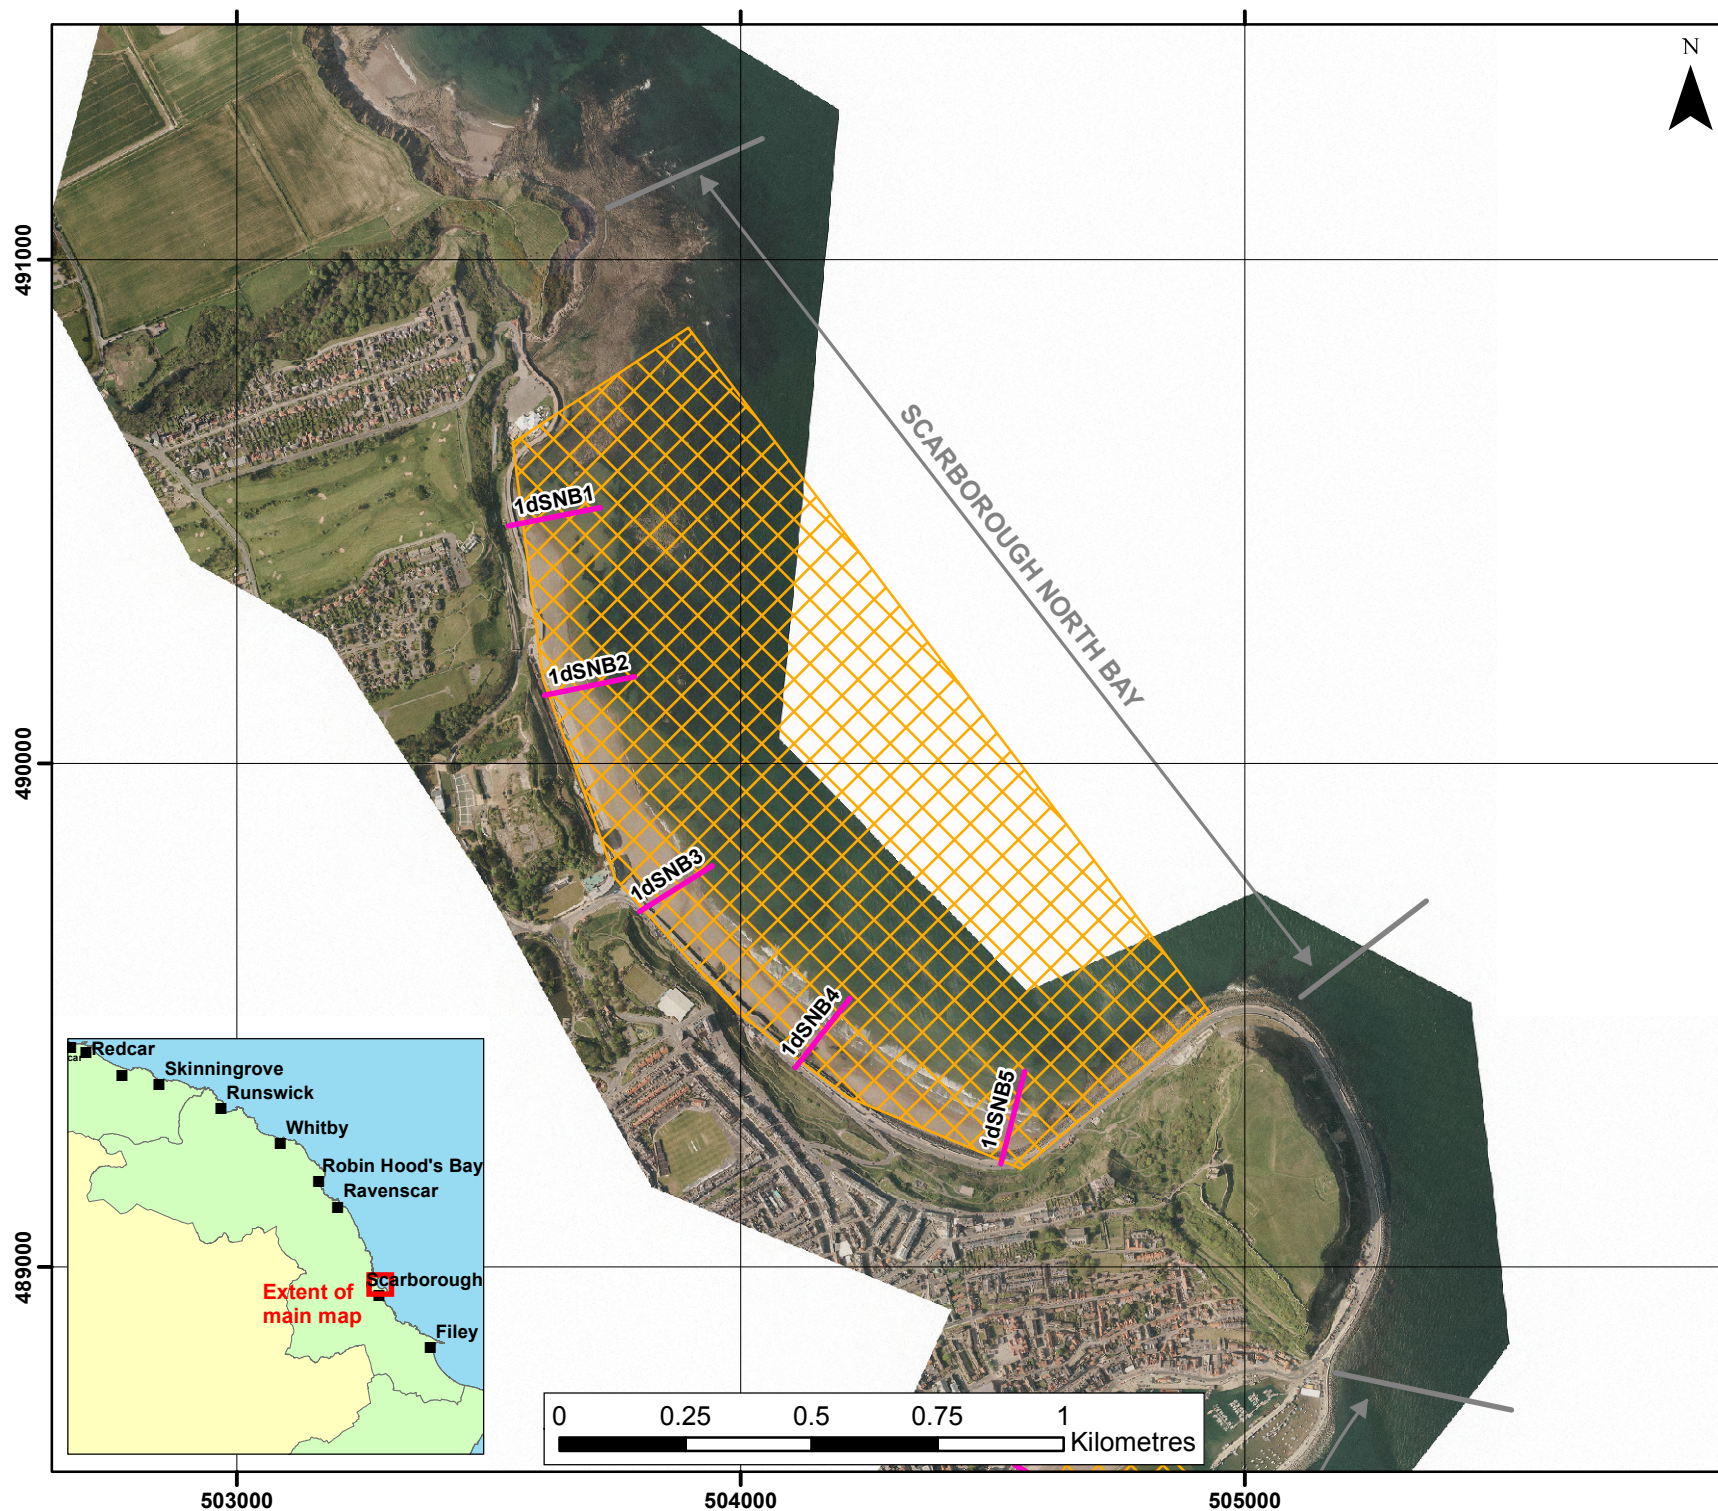 N
491000
490000
489000
503000
504000
505000
SCARBOROUGH NORTH BAY
1dSNB1
1dSNB2
1dSNB3
1dSNB4
1dSNB5
Redcar
car
Skinningrove
Runswick
Whitby
Robin Hood's Bay
Ravenscar
Scarborough
Extent of
main map
Filey
0 0.25 0.5 0.75 1
Kilometres